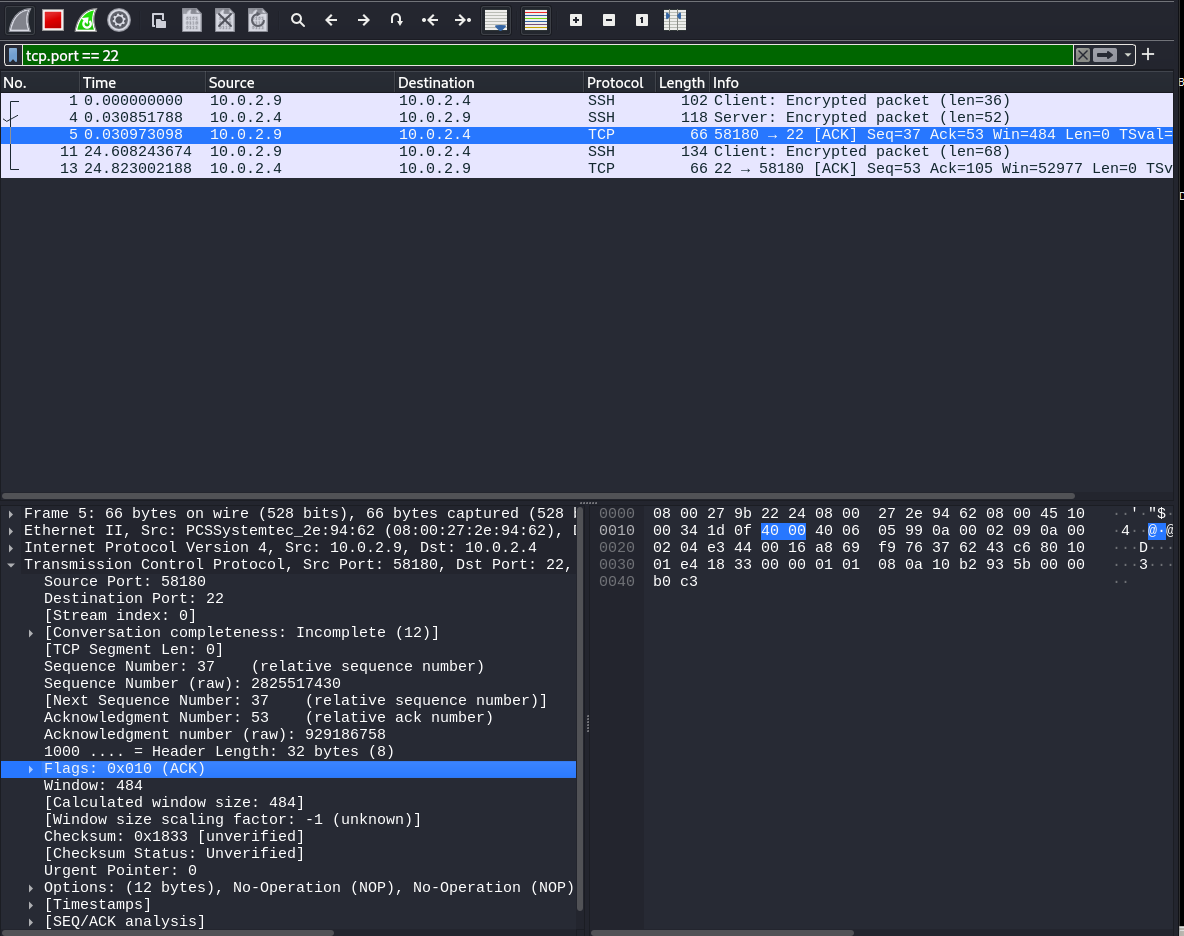 tcp.port == 22
No. Time Source Destination Protocol Length Info
1 0.000000000 10.0.2.9 10.0.2.4 SSH 102 Client: Encrypted packet (len=36)
4 0.030851788 10.0.2.4 10.0.2.9 SSH 118 Server: Encrypted packet (len=52)
5 0.030973098 10.0.2.9 10.0.2.4 TCP 66 58180 → 22 [ACK] Seq=37 Ack=53 Win=484 Len=0 TSval=
11 24.608243674 10.0.2.9 10.0.2.4 SSH 134 Client: Encrypted packet (len=68)
13 24.823002188 10.0.2.4 10.0.2.9 TCP 66 22 → 58180 [ACK] Seq=53 Ack=105 Win=52977 Len=0 TSv
Frame 5: 66 bytes on wire (528 bits), 66 bytes captured (528
Ethernet II, Src: PCSSystemtec_2e:94:62 (08:00:27:2e:94:62),
Internet Protocol Version 4, Src: 10.0.2.9, Dst: 10.0.2.4
Transmission Control Protocol, Src Port: 58180, Dst Port: 22,
Source Port: 58180
Destination Port: 22
[Stream index: 0]
[Conversation completeness: Incomplete (12)]
[TCP Segment Len: 0]
Sequence Number: 37 (relative sequence number)
Sequence Number (raw): 2825517430
[Next Sequence Number: 37 (relative sequence number)]
Acknowledgment Number: 53 (relative ack number)
Acknowledgment number (raw): 929186758
1000 .... = Header Length: 32 bytes (8)
Flags: 0x010 (ACK)
Window: 484
[Calculated window size: 484]
[Window size scaling factor: -1 (unknown)]
Checksum: 0x1833 [unverified]
[Checksum Status: Unverified]
Urgent Pointer: 0
Options: (12 bytes), No-Operation (NOP), No-Operation (NOP)
[Timestamps]
[SEQ/ACK analysis]
0000 08 00 27 9b 22 24 08 00 27 2e 94 62 08 00 45 10 ··'·"$·
0010 00 34 1d 0f 40 00 40 06 05 99 0a 00 02 09 0a 00 ·4··@·@
0020 02 04 e3 44 00 16 a8 69 f9 76 37 62 43 c6 80 10 ···D···
0030 01 e4 18 33 00 00 01 01 08 0a 10 b2 93 5b 00 00 ···3···
0040 b0 c3 ··